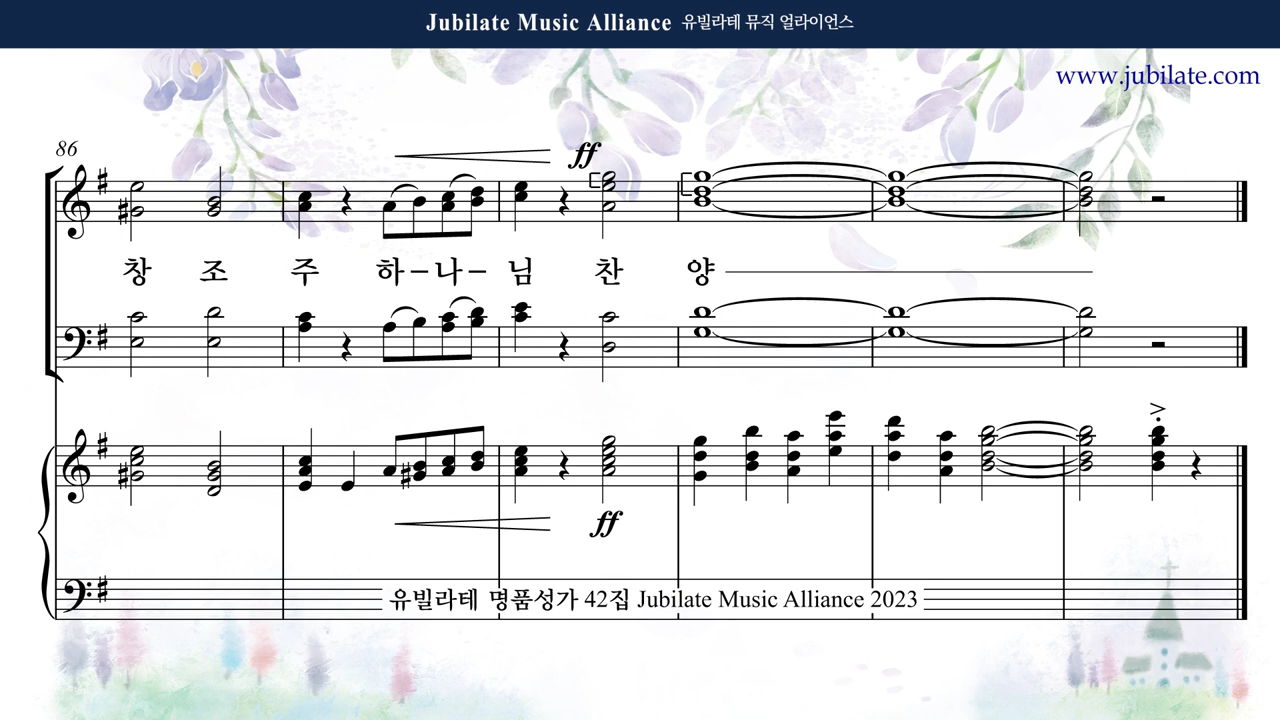 Jubilate Music Alliance 유빌라테 뮤직 얼라이언스
www.jubilate.com
86
ff
창 조 주 하-나- 님 찬 양
ff
유빌라테 명품성가 42집 Jubilate Music Alliance 2023